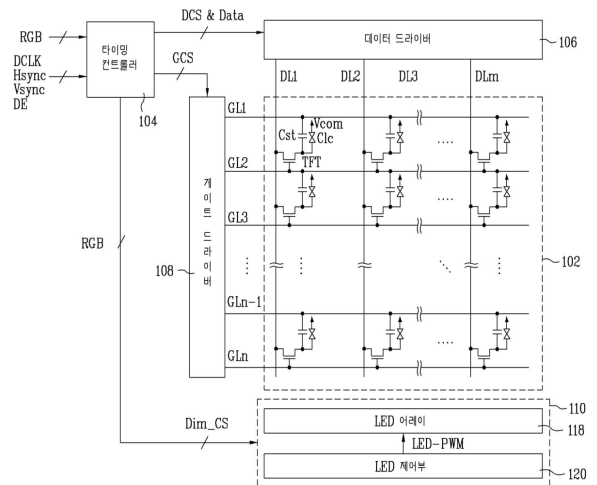 RGB
DCLK
Hsync
Vsync
DE
타이밍
컨트롤러
104
DCS & Data
GCS
데이터 드라이버
106
DL1
DL2
DL3
DLm
GL1
Vcom
Cst
Clc
TFT
GL2
GL3
게이트 드라이버
108
RGB
102
GLn-1
GLn
Dim_CS
110
LED 어레이
118
LED-PWM
LED 제어부
120